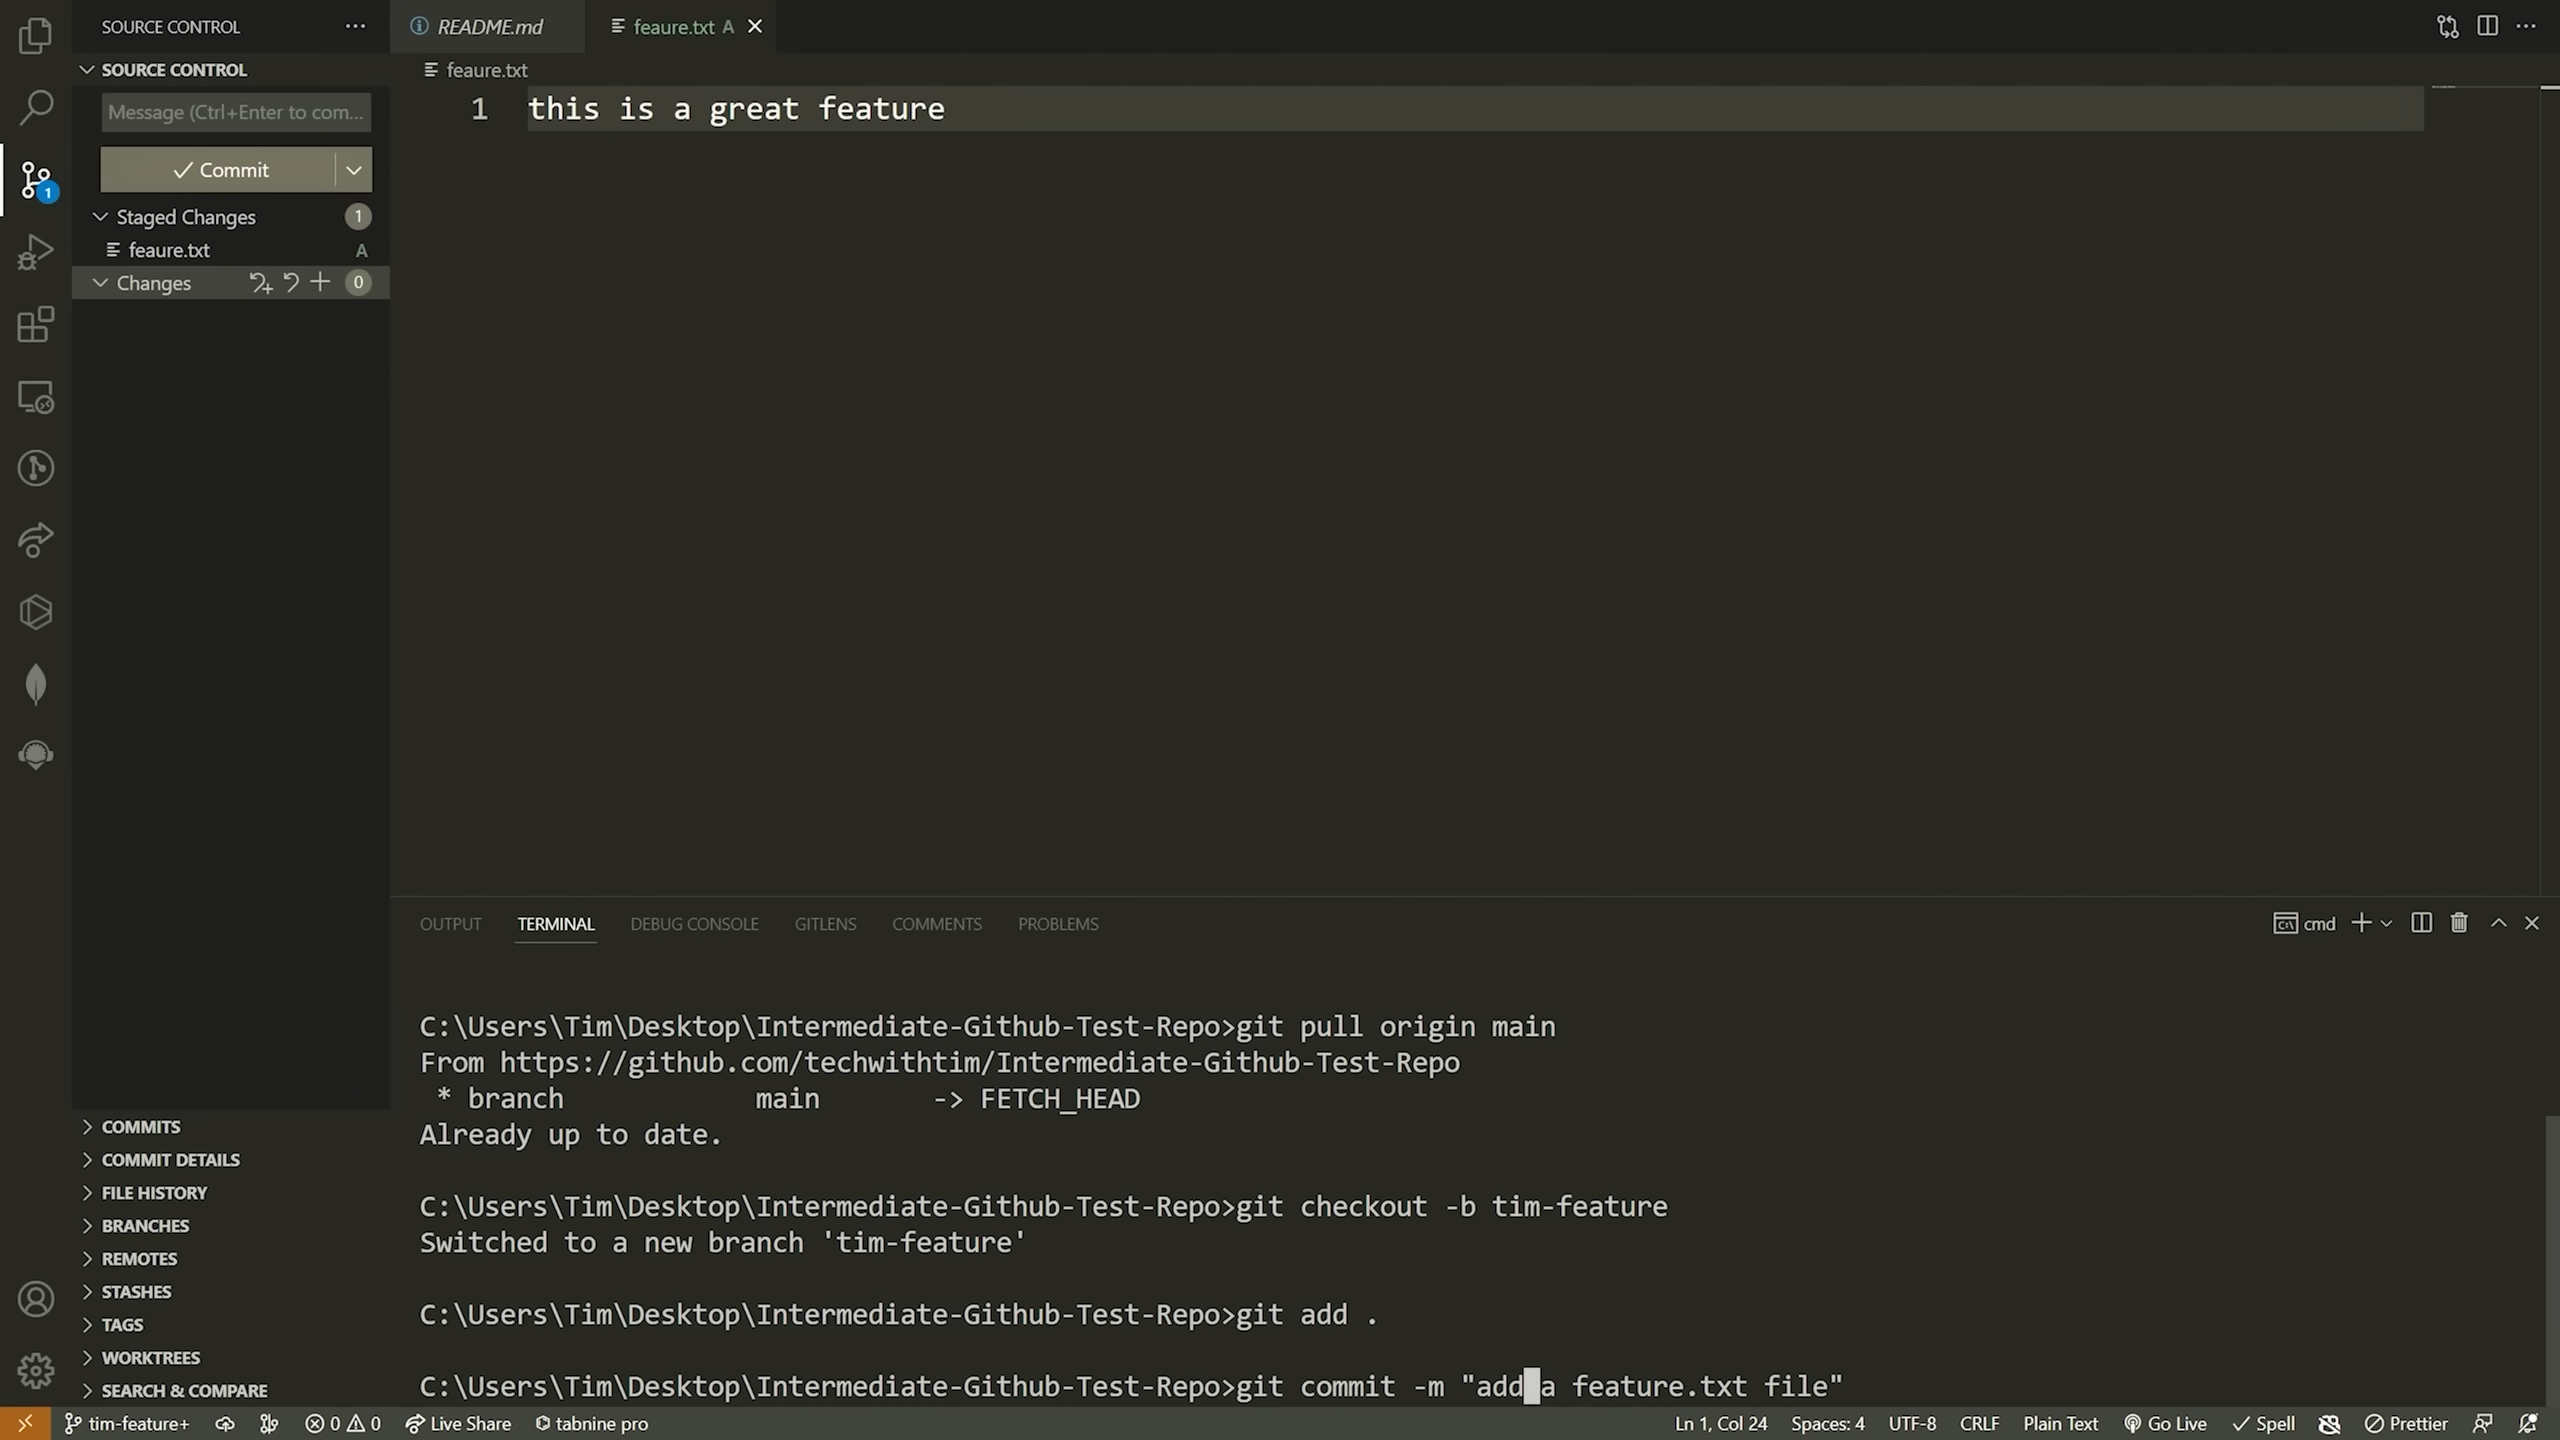 SOURCE CONTROL
README.md
feaure.txt A
SOURCE CONTROL
Message (Ctrl+Enter to com...
Commit
Staged Changes 1
feaure.txt A
Changes 0
1
feaure.txt
1 this is a great feature
OUTPUT TERMINAL DEBUG CONSOLE GITLENS COMMENTS PROBLEMS
cmd
C:\Users\Tim\Desktop\Intermediate-Github-Test-Repo>git pull origin main
From https://github.com/techwithtim/Intermediate-Github-Test-Repo
* branch main -> FETCH_HEAD
Already up to date.
C:\Users\Tim\Desktop\Intermediate-Github-Test-Repo>git checkout -b tim-feature
Switched to a new branch 'tim-feature'
C:\Users\Tim\Desktop\Intermediate-Github-Test-Repo>git add .
C:\Users\Tim\Desktop\Intermediate-Github-Test-Repo>git commit -m "add a feature.txt file"
COMMITS
COMMIT DETAILS
FILE HISTORY
BRANCHES
REMOTES
STASHES
TAGS
WORKTREES
SEARCH & COMPARE
tim-feature+ 0 0 Live Share tabnine pro
Ln 1, Col 24 Spaces: 4 UTF-8 CRLF Plain Text Go Live Spell Prettier